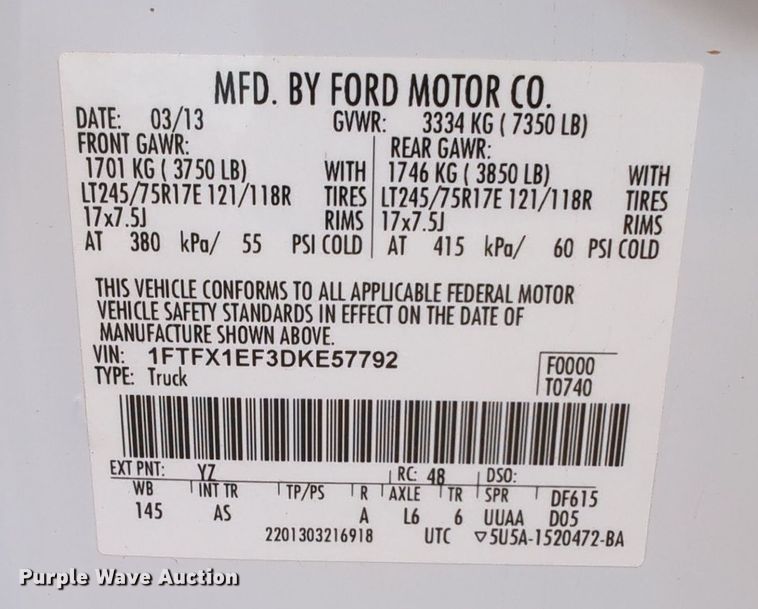 MFD. BY FORD MOTOR CO.
DATE: 03/13 GVWR: 3334 KG ( 7350 LB)
FRONT GAWR: REAR GAWR:
1701 KG ( 3750 LB) WITH 1746 KG ( 3850 LB) WITH
LT245/75R17E 121/118R TIRES LT245/75R17E 121/118R TIRES
17x7.5J RIMS 17x7.5J RIMS
AT 380 kPa/ 55 PSI COLD AT 415 kPa/ 60 PSI COLD
THIS VEHICLE CONFORMS TO ALL APPLICABLE FEDERAL MOTOR
VEHICLE SAFETY STANDARDS IN EFFECT ON THE DATE OF
MANUFACTURE SHOWN ABOVE.
VIN: 1FTFX1EF3DKE57792 F0000
TYPE: Truck T0740
EXT PNT: YZ RC: 48 DSO:
WB INT TR TP/PS R AXLE TR SPR DF615
145 AS A L6 6 UUAA D05
2201303216918 UTC ▽5U5A-1520472-BA
Purple Wave Auction